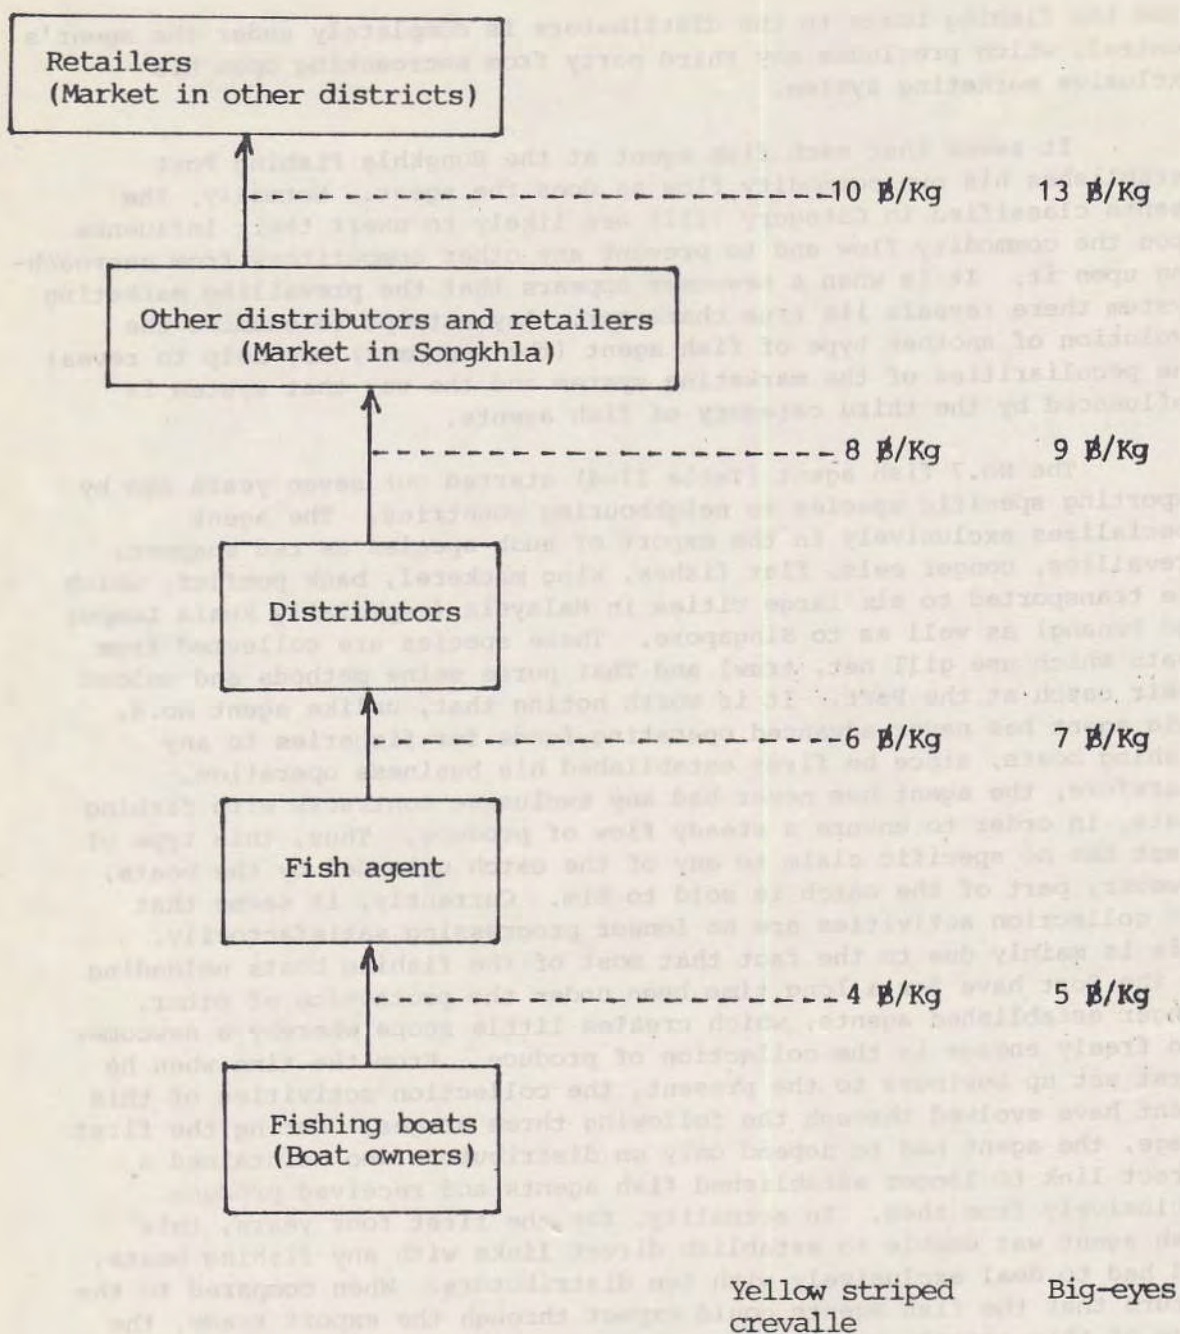 Retailers
(Market in other districts)
10 ฿/Kg 13 ฿/Kg
Other distributors and retailers
(Market in Songkhla)
8 ฿/Kg 9 ฿/Kg
Distributors
6 ฿/Kg 7 ฿/Kg
Fish agent
4 ฿/Kg 5 ฿/Kg
Fishing boats
(Boat owners)
Yellow striped Big-eyes
crevalle